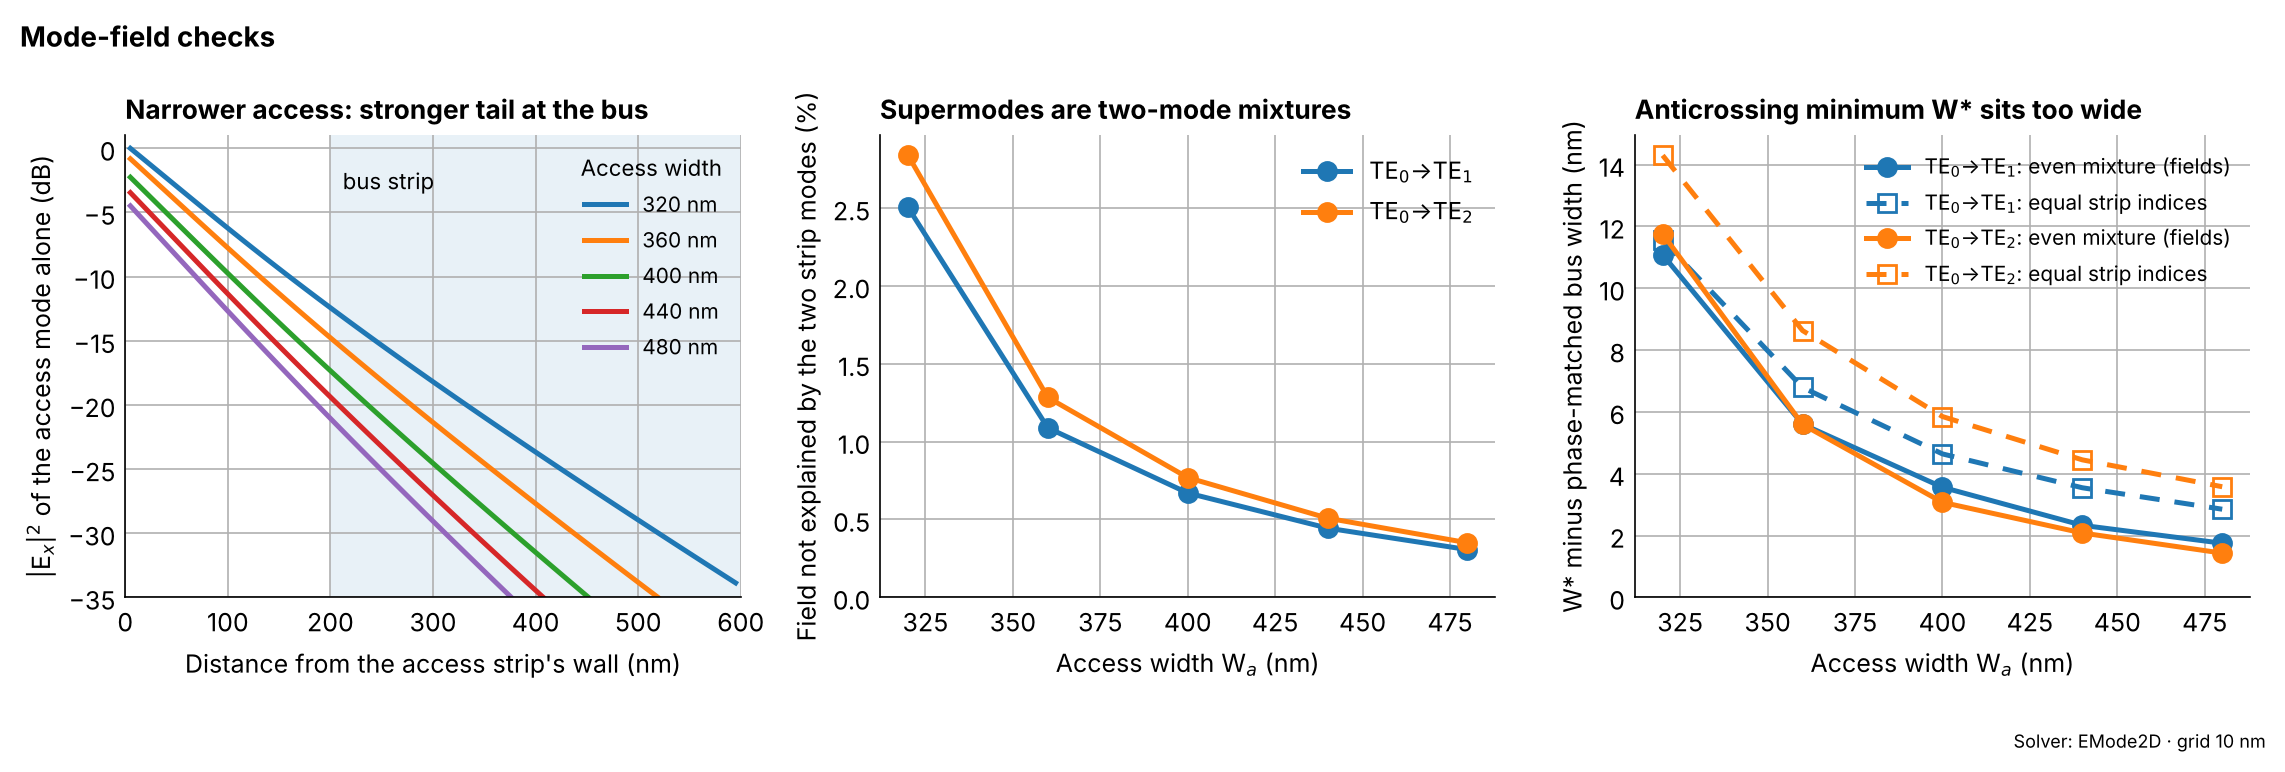 Mode-field checks
Narrower access: stronger tail at the bus
|Eₓ|² of the access mode alone (dB)
0
−5
−10
−15
−20
−25
−30
−35
bus strip
Access width
320 nm
360 nm
400 nm
440 nm
480 nm
0 100 200 300 400 500 600
Distance from the access strip's wall (nm)
Supermodes are two-mode mixtures
Field not explained by the two strip modes (%)
2.5
2.0
1.5
1.0
0.5
0.0
TE₀→TE₁
TE₀→TE₂
325 350 375 400 425 450 475
Access width Wₐ (nm)
Anticrossing minimum W* sits too wide
W* minus phase-matched bus width (nm)
14
12
10
8
6
4
2
0
TE₀→TE₁: even mixture (fields)
TE₀→TE₁: equal strip indices
TE₀→TE₂: even mixture (fields)
TE₀→TE₂: equal strip indices
325 350 375 400 425 450 475
Access width Wₐ (nm)
Solver: EMode2D · grid 10 nm